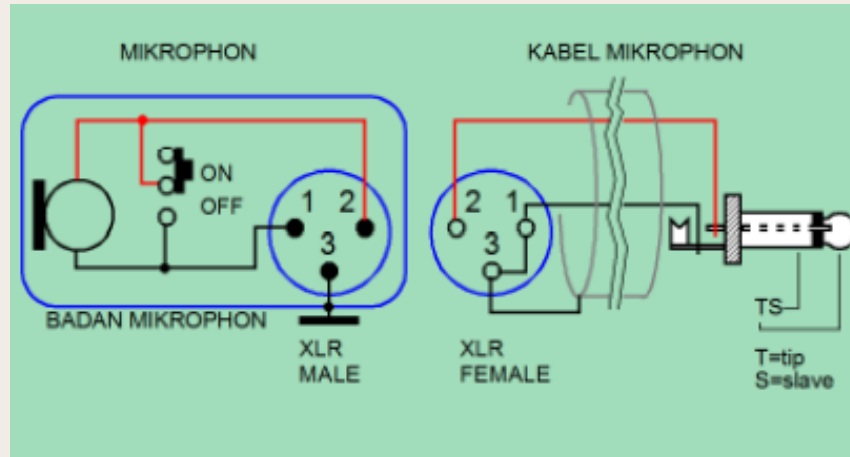 MIKROPHON
KABEL MIKROPHON
ON
OFF
1
2
3
2
1
3
BADAN MIKROPHON
XLR
MALE
XLR
FEMALE
TS
T=tip
S=slave